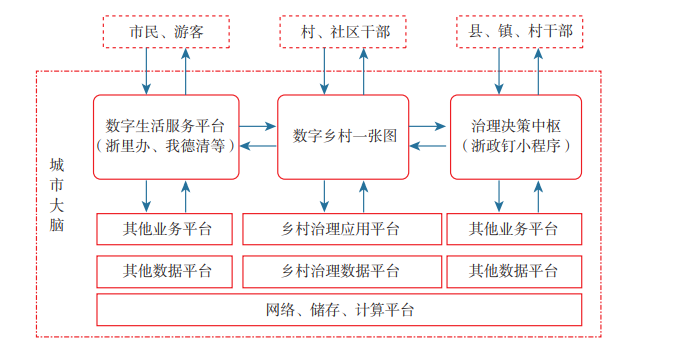 市民、游客
村、社区干部
县、镇、村干部
城市大脑
数字生活服务平台
（浙里办、我德清等）
数字乡村一张图
治理决策中枢
（浙政钉小程序）
其他业务平台
乡村治理应用平台
其他业务平台
其他数据平台
乡村治理数据平台
其他数据平台
网络、储存、计算平台